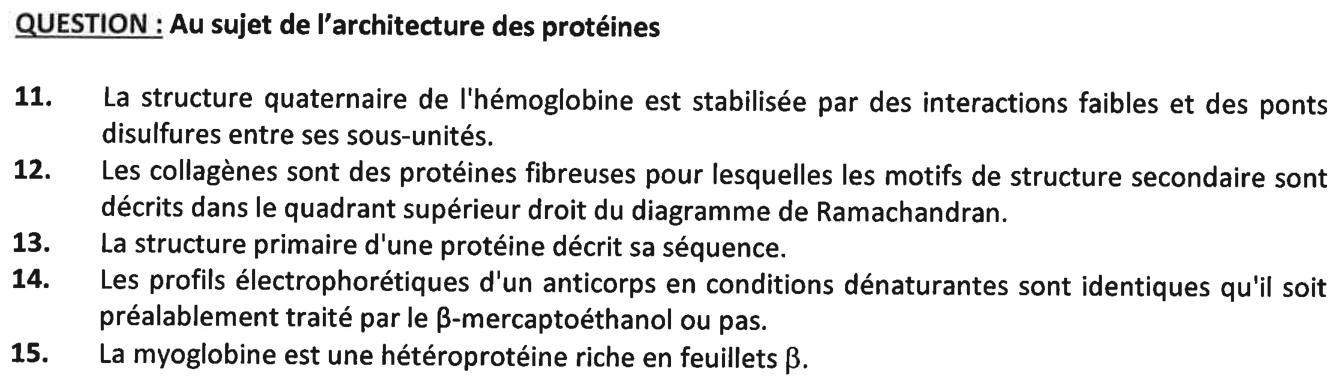 QUESTION : Au sujet de l’architecture des protéines
11. La structure quaternaire de l'hémoglobine est stabilisée par des interactions faibles et des ponts
disulfures entre ses sous-unités.
12. Les collagènes sont des protéines fibreuses pour lesquelles les motifs de structure secondaire sont
décrits dans le quadrant supérieur droit du diagramme de Ramachandran.
13. La structure primaire d'une protéine décrit sa séquence.
14. Les profils électrophorétiques d'un anticorps en conditions dénaturantes sont identiques qu'il soit
préalablement traité par le β-mercaptoéthanol ou pas.
15. La myoglobine est une hétéroprotéine riche en feuillets β.